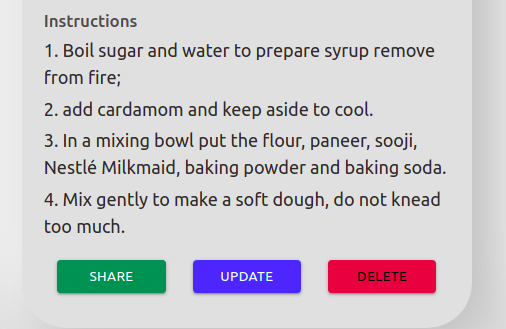 Instructions
1. Boil sugar and water to prepare syrup remove
from fire;
2. add cardamom and keep aside to cool.
3. In a mixing bowl put the flour, paneer, sooji,
Nestlé Milkmaid, baking powder and baking soda.
4. Mix gently to make a soft dough, do not knead
too much.
SHARE UPDATE DELETE